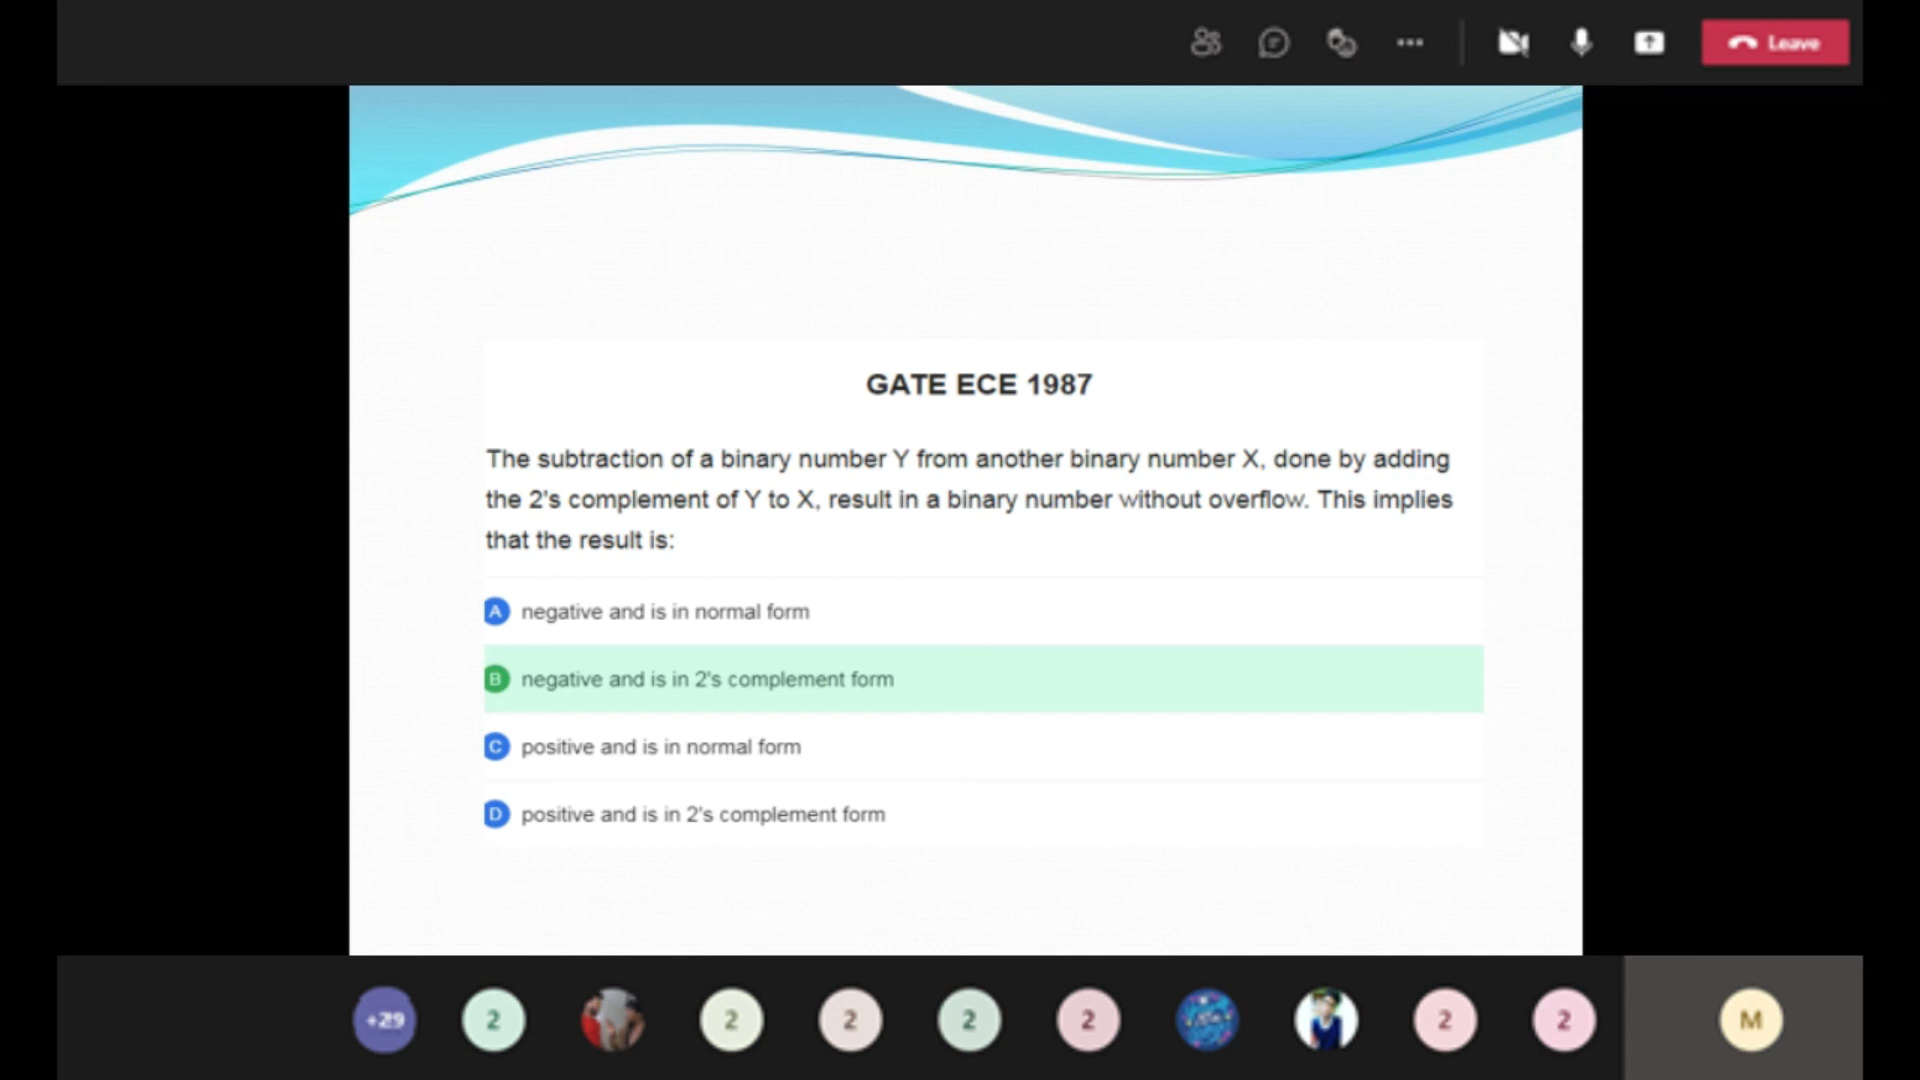 Leave
GATE ECE 1987
The subtraction of a binary number Y from another binary number X, done by adding
the 2's complement of Y to X, result in a binary number without overflow. This implies
that the result is:
A negative and is in normal form
B negative and is in 2's complement form
C positive and is in normal form
D positive and is in 2's complement form
+29 2 2 2 2 2 2 2 M